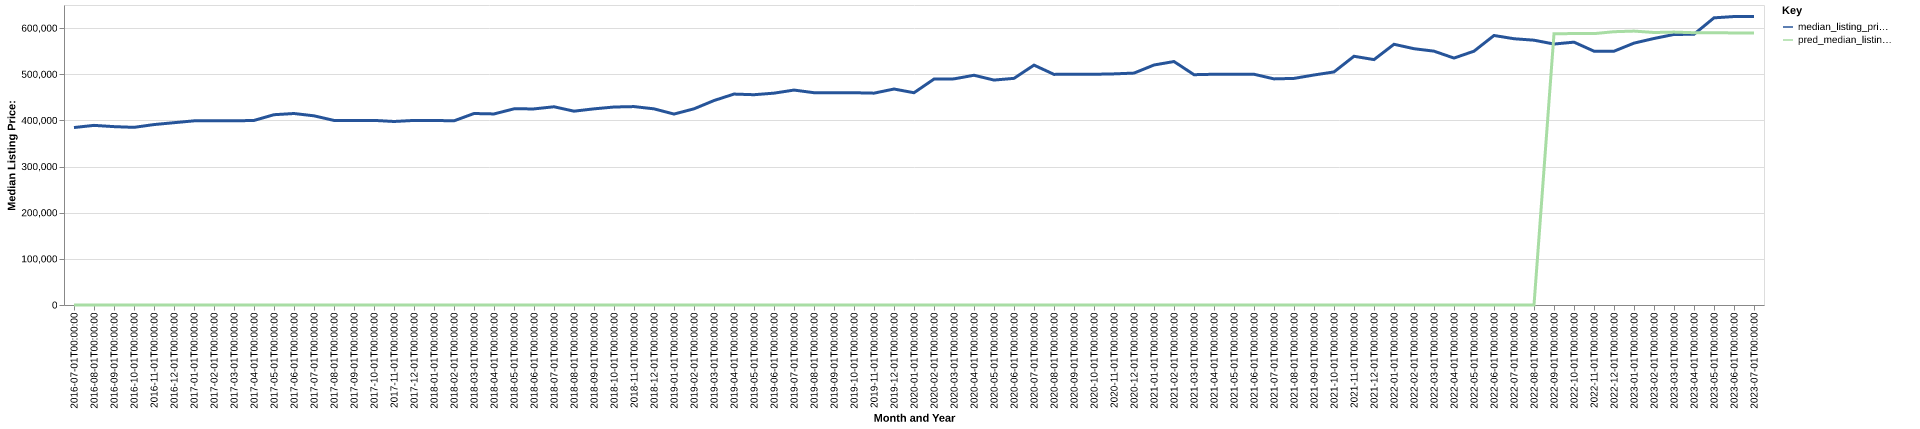 Key
median_listing_pri…
pred_median_listin…
Median Listing Price:
600,000
500,000
400,000
300,000
200,000
100,000
0
2016-07-01T00:00:00
2016-08-01T00:00:00
2016-09-01T00:00:00
2016-10-01T00:00:00
2016-11-01T00:00:00
2016-12-01T00:00:00
2017-01-01T00:00:00
2017-02-01T00:00:00
2017-03-01T00:00:00
2017-04-01T00:00:00
2017-05-01T00:00:00
2017-06-01T00:00:00
2017-07-01T00:00:00
2017-08-01T00:00:00
2017-09-01T00:00:00
2017-10-01T00:00:00
2017-11-01T00:00:00
2017-12-01T00:00:00
2018-01-01T00:00:00
2018-02-01T00:00:00
2018-03-01T00:00:00
2018-04-01T00:00:00
2018-05-01T00:00:00
2018-06-01T00:00:00
2018-07-01T00:00:00
2018-08-01T00:00:00
2018-09-01T00:00:00
2018-10-01T00:00:00
2018-11-01T00:00:00
2018-12-01T00:00:00
2019-01-01T00:00:00
2019-02-01T00:00:00
2019-03-01T00:00:00
2019-04-01T00:00:00
2019-05-01T00:00:00
2019-06-01T00:00:00
2019-07-01T00:00:00
2019-08-01T00:00:00
2019-09-01T00:00:00
2019-10-01T00:00:00
2019-11-01T00:00:00
2019-12-01T00:00:00
2020-01-01T00:00:00
2020-02-01T00:00:00
2020-03-01T00:00:00
2020-04-01T00:00:00
2020-05-01T00:00:00
2020-06-01T00:00:00
2020-07-01T00:00:00
2020-08-01T00:00:00
2020-09-01T00:00:00
2020-10-01T00:00:00
2020-11-01T00:00:00
2020-12-01T00:00:00
2021-01-01T00:00:00
2021-02-01T00:00:00
2021-03-01T00:00:00
2021-04-01T00:00:00
2021-05-01T00:00:00
2021-06-01T00:00:00
2021-07-01T00:00:00
2021-08-01T00:00:00
2021-09-01T00:00:00
2021-10-01T00:00:00
2021-11-01T00:00:00
2021-12-01T00:00:00
2022-01-01T00:00:00
2022-02-01T00:00:00
2022-03-01T00:00:00
2022-04-01T00:00:00
2022-05-01T00:00:00
2022-06-01T00:00:00
2022-07-01T00:00:00
2022-08-01T00:00:00
2022-09-01T00:00:00
2022-10-01T00:00:00
2022-11-01T00:00:00
2022-12-01T00:00:00
2023-01-01T00:00:00
2023-02-01T00:00:00
2023-03-01T00:00:00
2023-04-01T00:00:00
2023-05-01T00:00:00
2023-06-01T00:00:00
2023-07-01T00:00:00
Month and Year